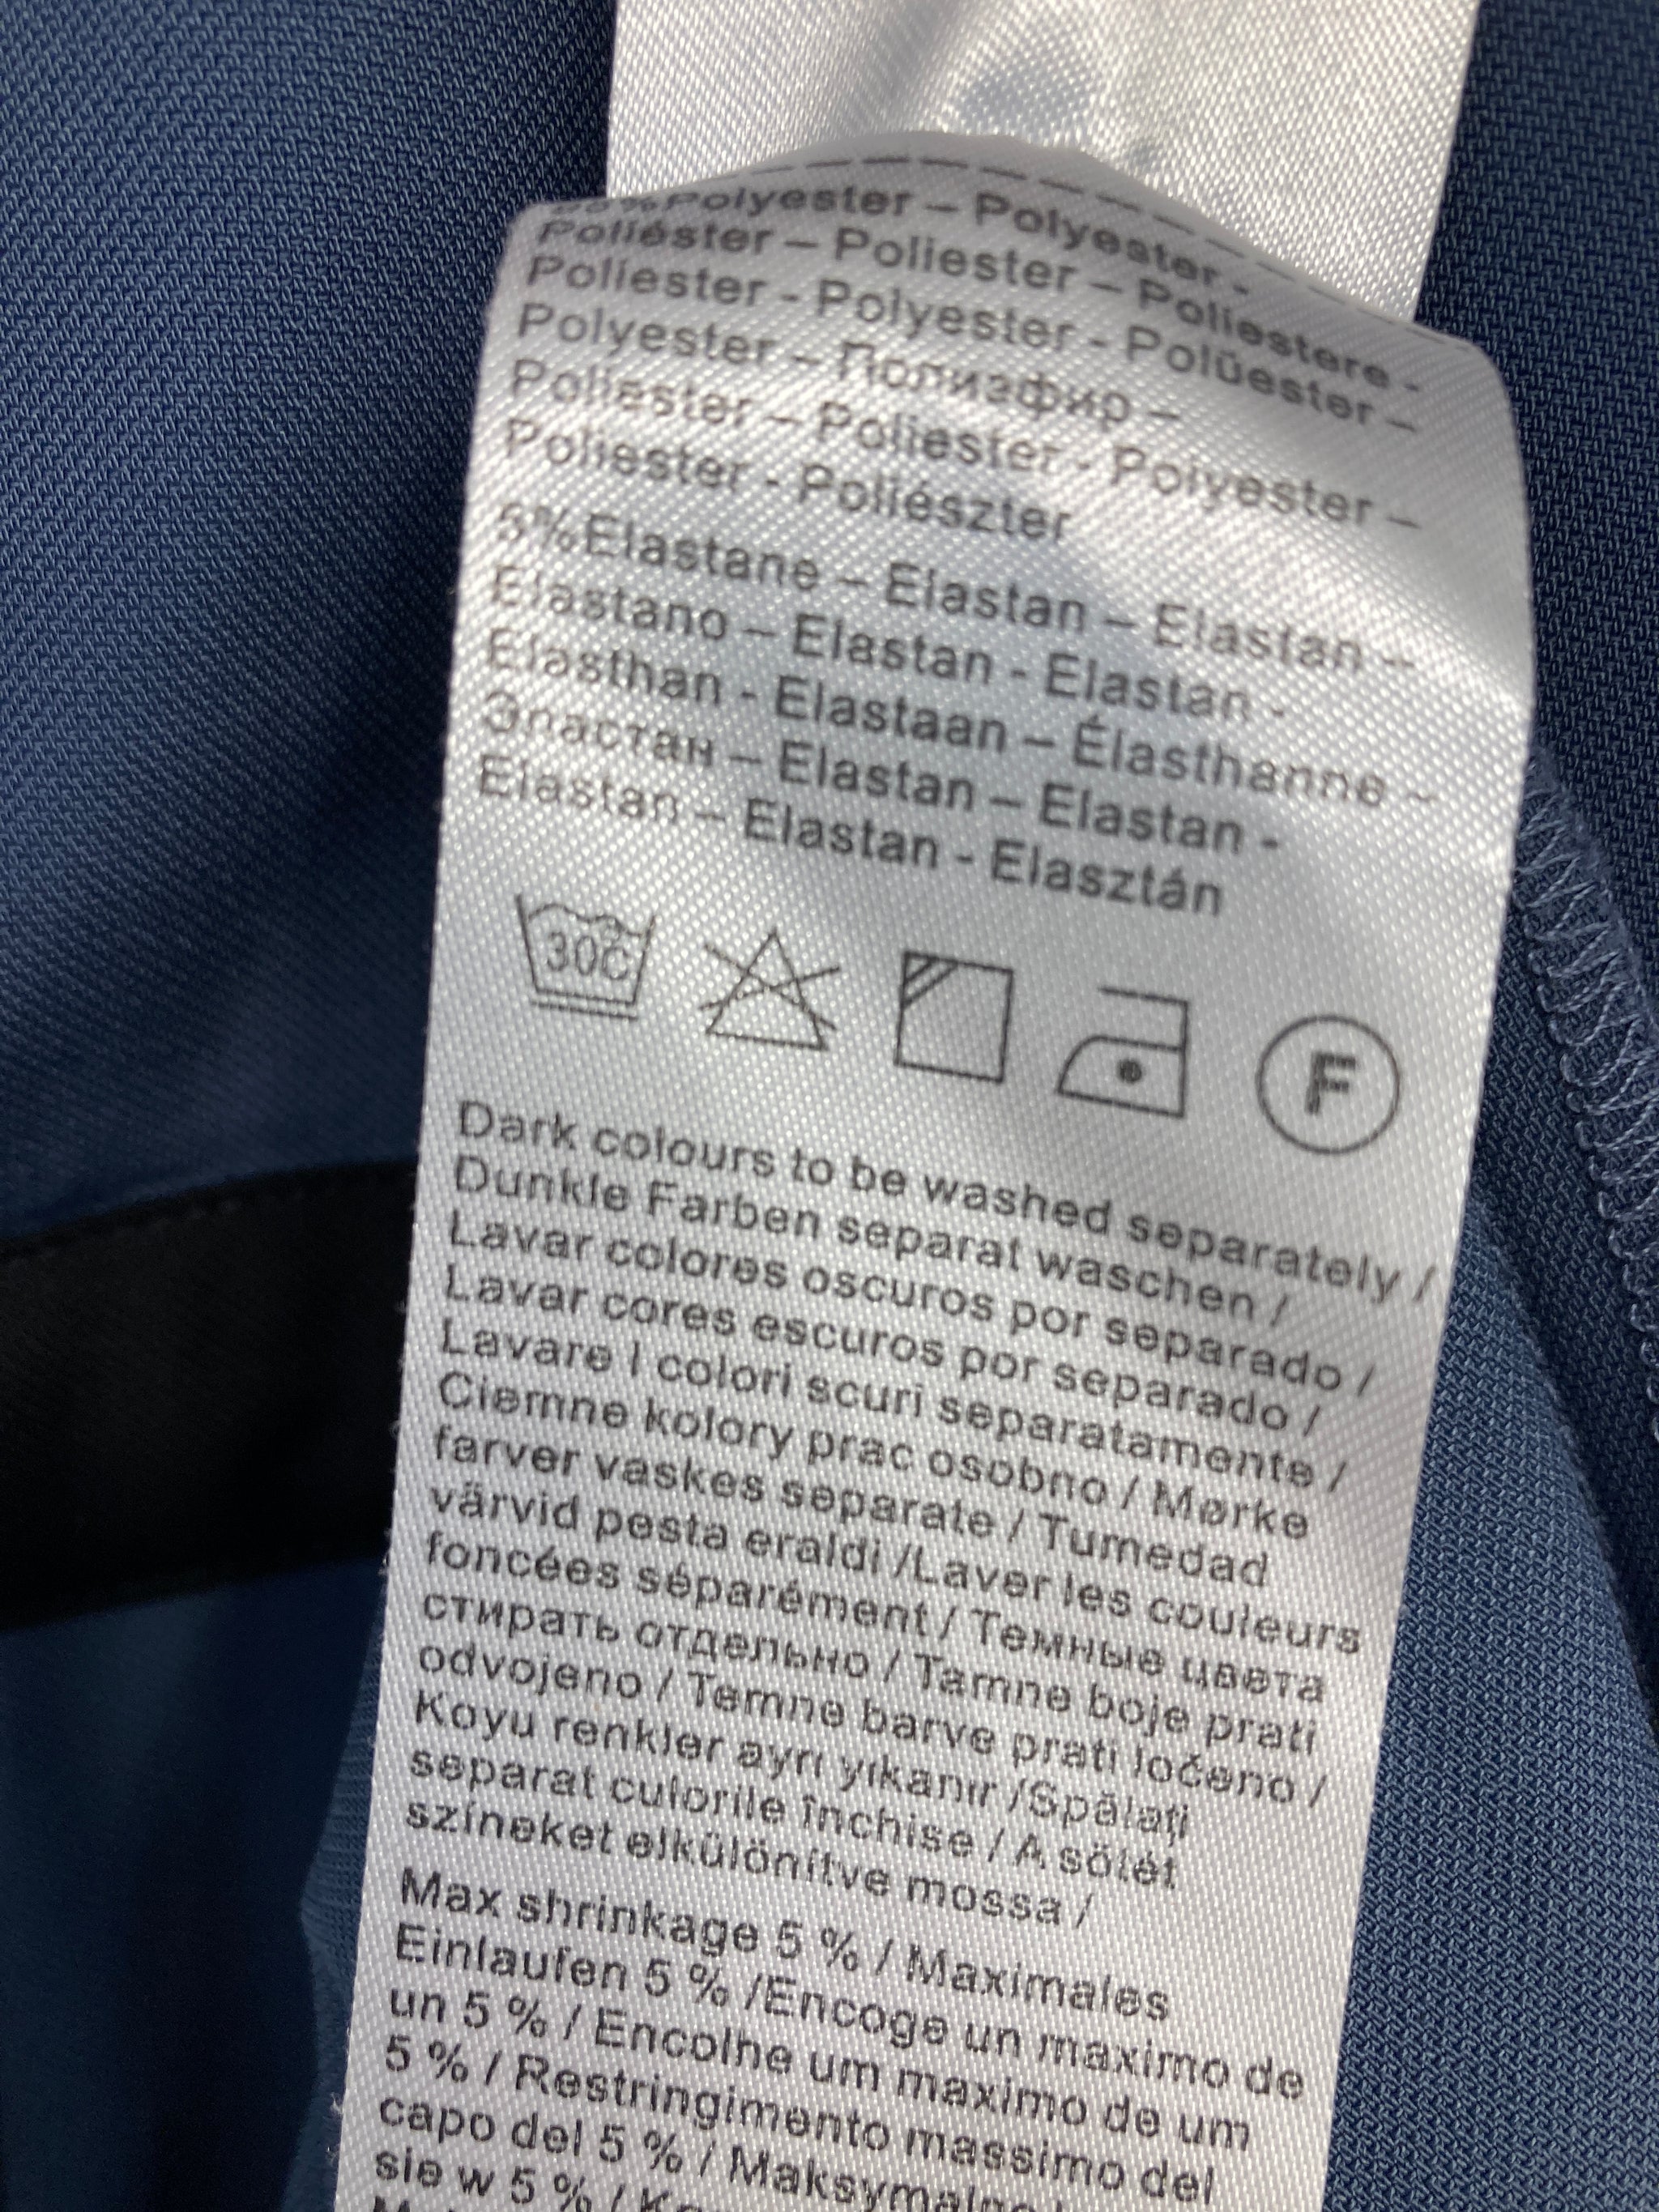 Polyester – Polyester -
Poliéster – Poliester – Poliestere -
Poliester - Polyester - Polüester –
Polyester – Полиэфир –
Poliester – Poliester - Polyester –
Poliester - Poliészter
5%Elastane – Elastan – Elastan –
Elastano – Elastan - Elastan -
Elasthan - Elastaan – Élasthanne –
Эластан – Elastan – Elastan -
Elastan – Elastan - Elasztán
30C
F
Dark colours to be washed separately /
Dunkle Farben separat waschen /
Lavar colores oscuros por separado /
Lavar cores escuros por separado /
Lavare I colori scuri separatamente /
Ciemne kolory prac osobno / Mørke
farver vaskes separate / Tumedad
värvid pesta eraldi /Laver les couleurs
foncées séparément / Темные цвета
стирать отдельно / Tamne boje prati
odvojeno / Temne barve prati ločeno /
Koyu renkler ayrı yıkanır /Spălaţi
separat culorile închise / A sötét
színeket elkülönítve mossa /
Max shrinkage 5 % / Maximales
Einlaufen 5 % /Encoge un maximo de
un 5 % / Encolhe um maximo de um
5 % / Restringimento massimo del
capo del 5 % / Maksymalne
sie w 5 % /